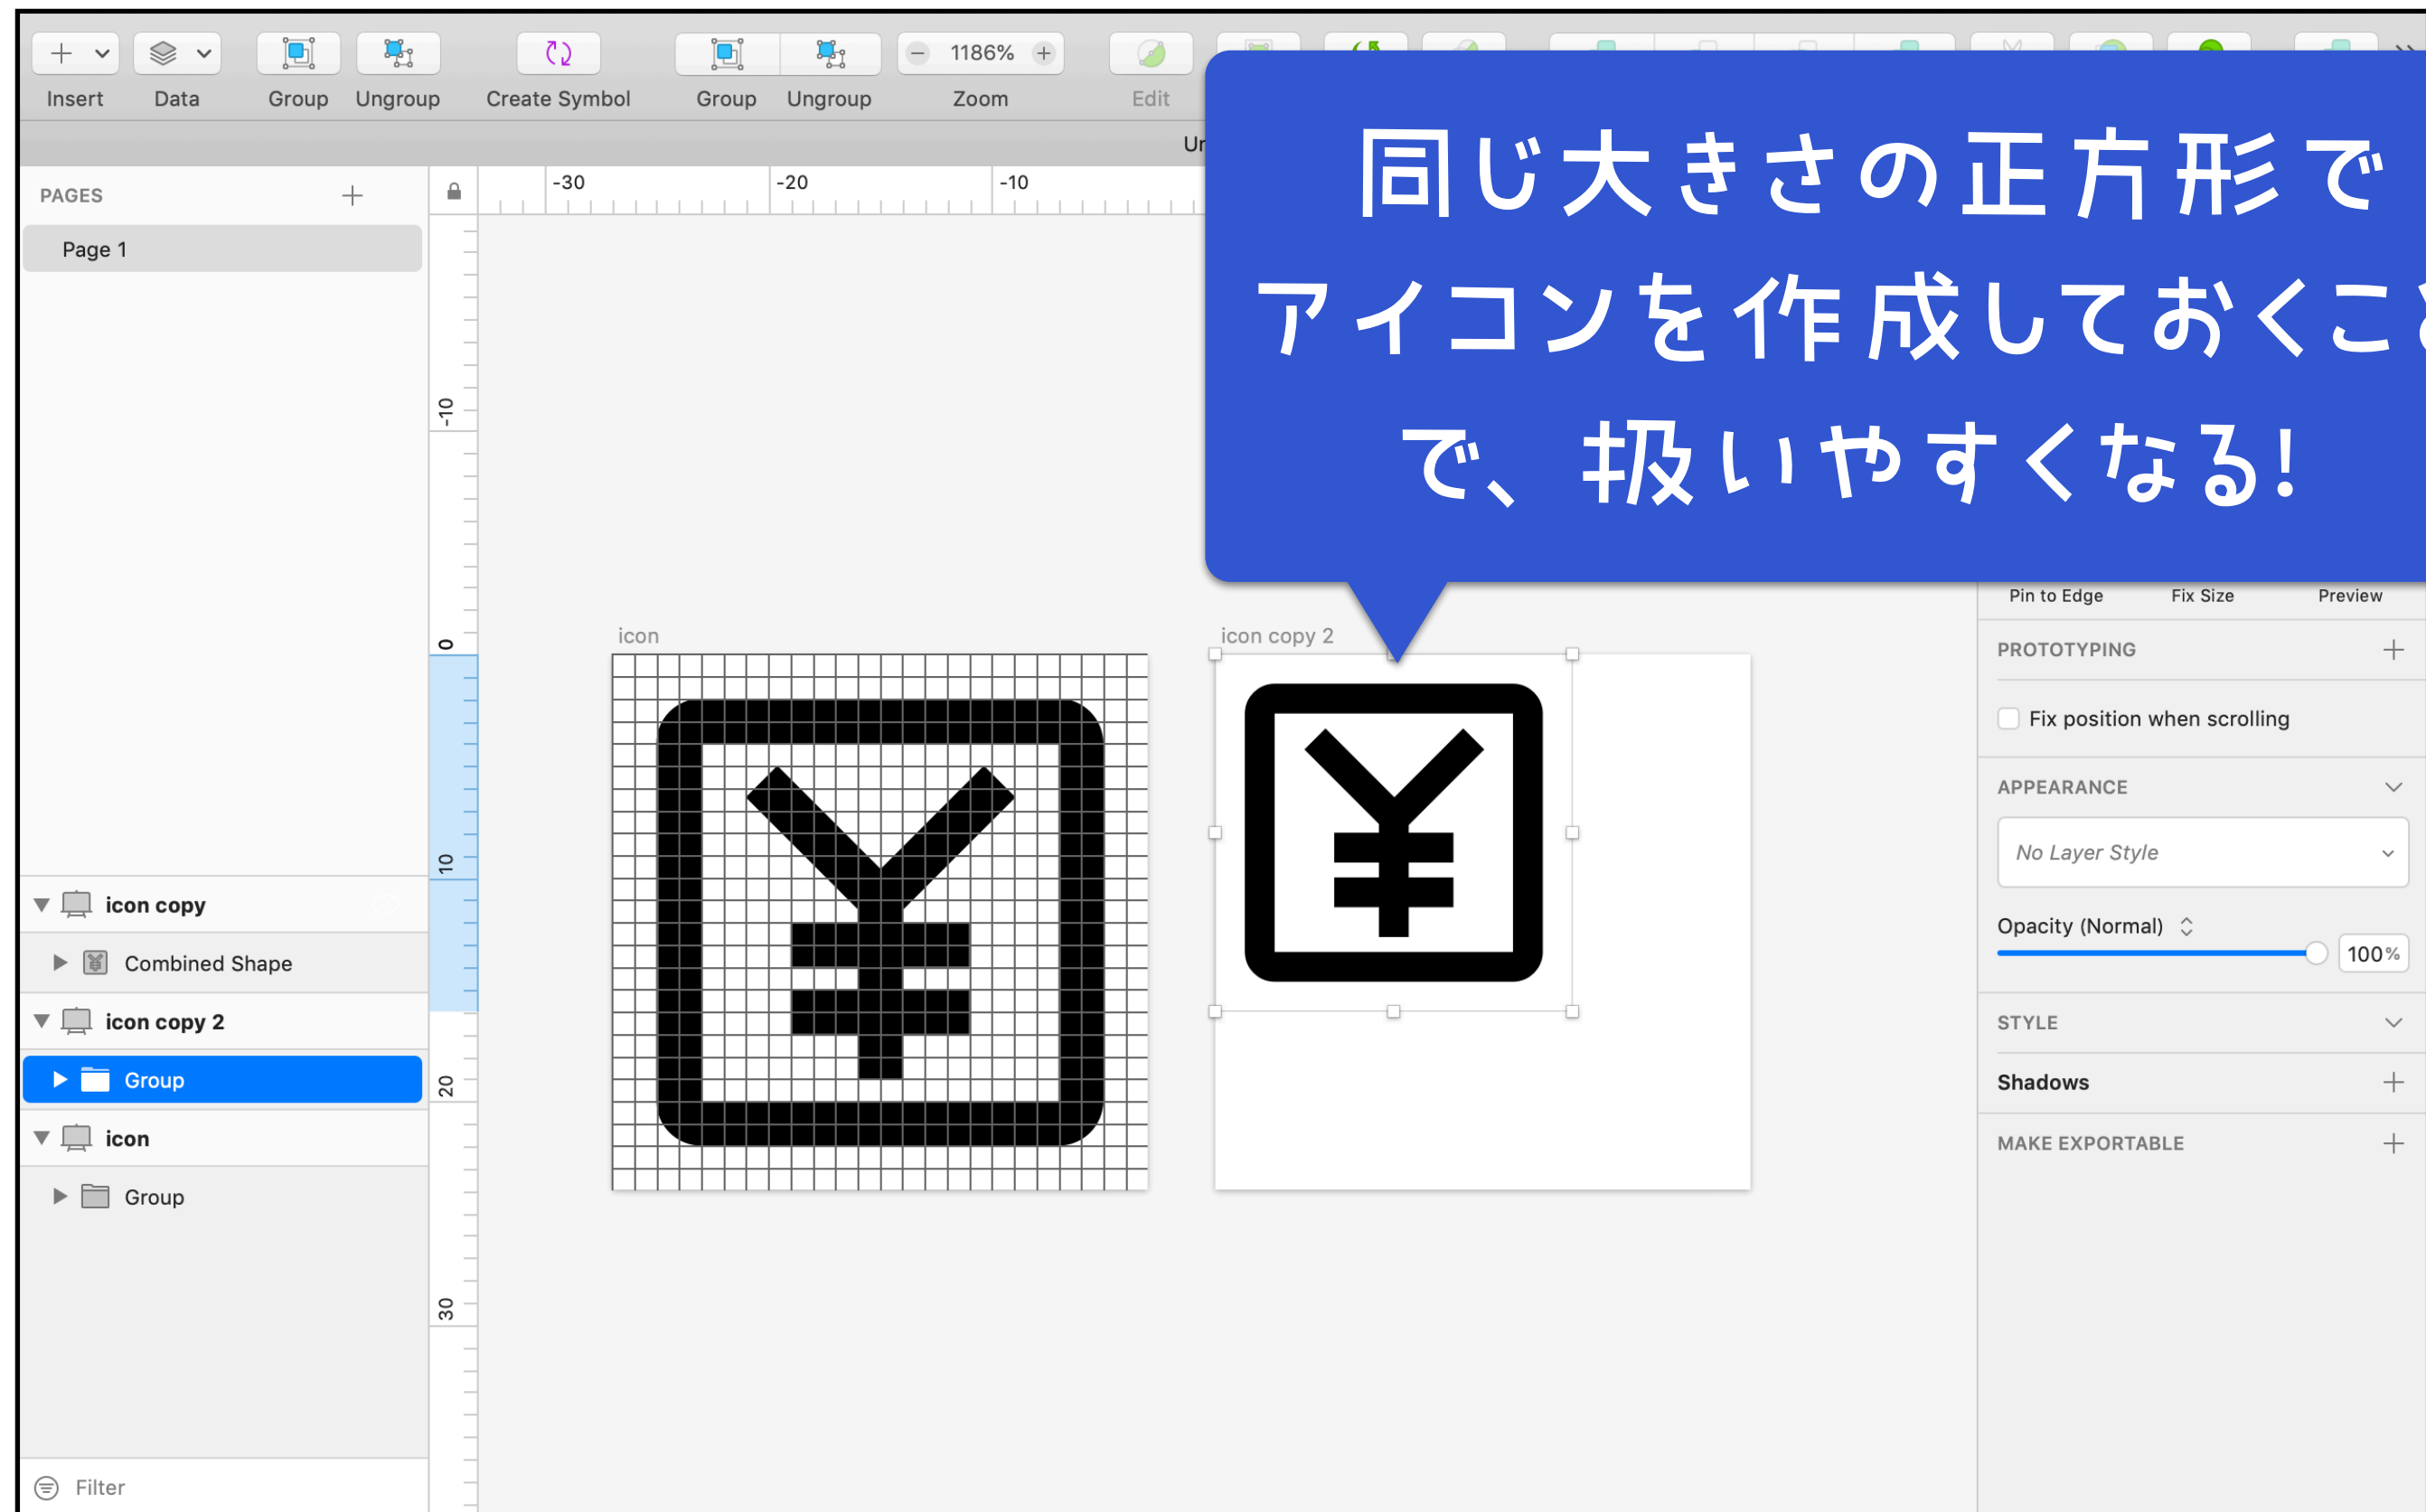 1186%
Insert
Data
Group
Ungroup
Create Symbol
Group
Ungroup
Zoom
Edit
同じ大きさの正方形で
アイコンを作成しておくこと
で、扱いやすくなる!
PAGES
Page 1
-30
-20
-10
-10
0
10
20
30
icon
icon copy 2
icon copy
Combined Shape
icon copy 2
Group
icon
Group
Filter
Pin to Edge
Fix Size
Preview
PROTOTYPING
Fix position when scrolling
APPEARANCE
No Layer Style
Opacity (Normal)
100%
STYLE
Shadows
MAKE EXPORTABLE